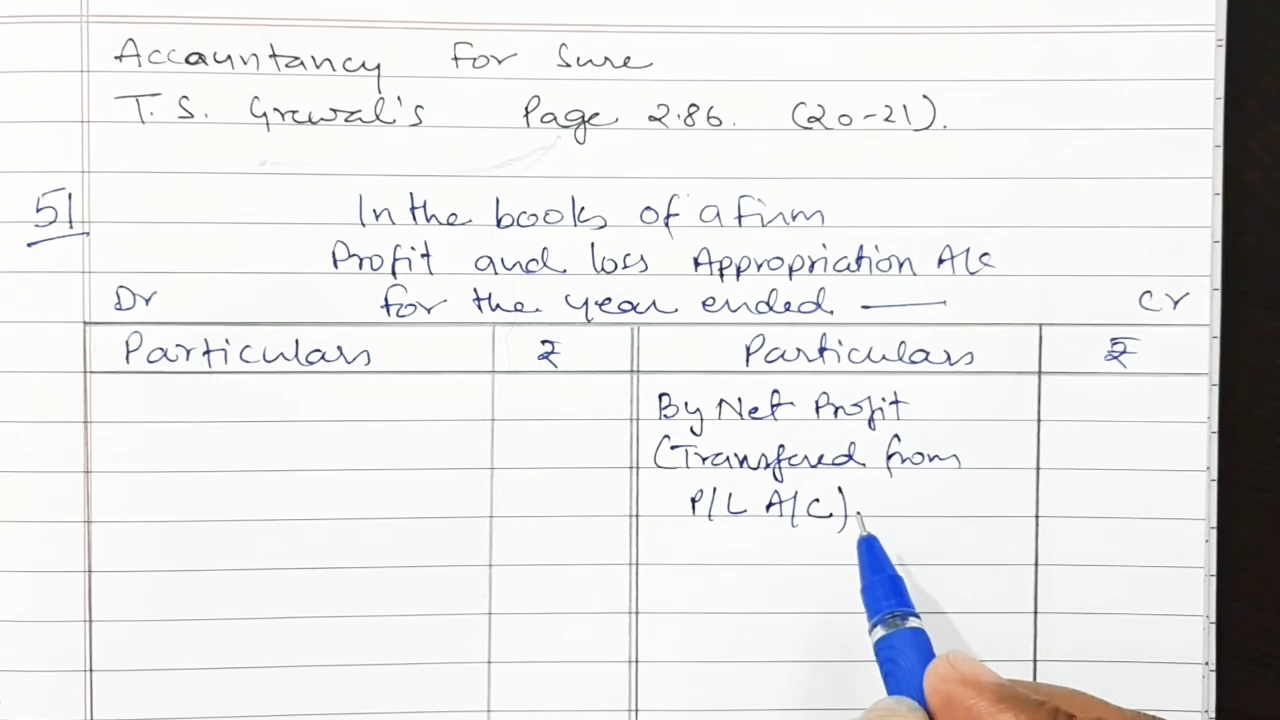 Accauntancy For Sure
T. S. Grewal's Page 2.86. (20-21).
51 In the books of a firm
Profit and loss Appropriation A/c
Dr for the year ended —— Cr
Particulars ₹ Particulars ₹
By Net Profit
(Transfered from
P/L A/C).